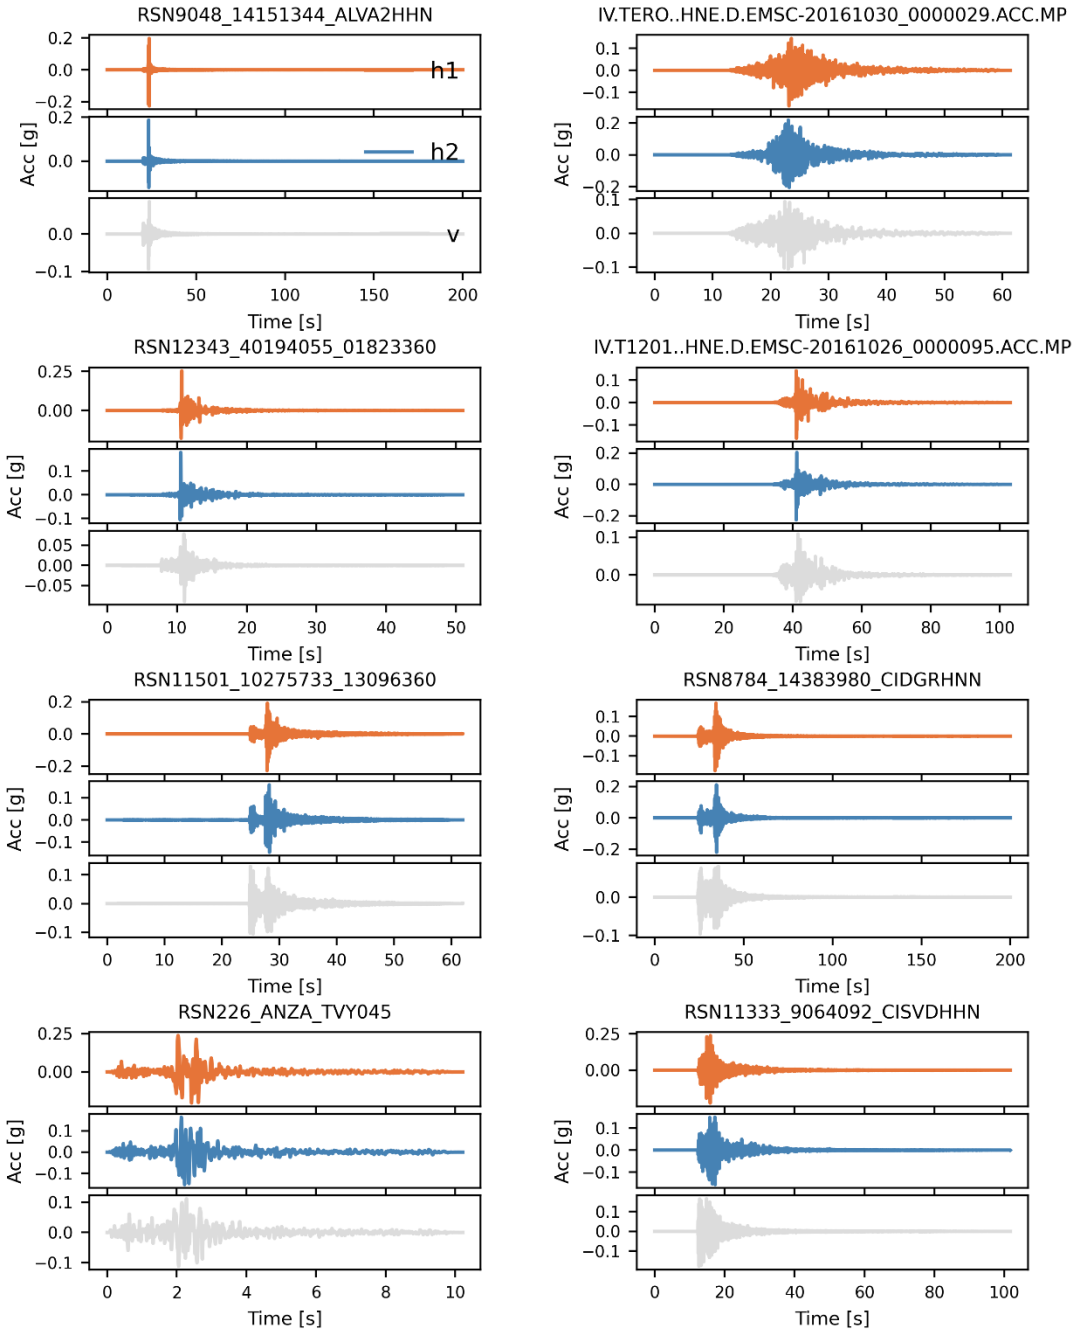 RSN9048_14151344_ALVA2HHN
0.2
0.0
−0.2
h1
0.2
0.0
h2
0.0
−0.1
v
Acc [g]
0 50 100 150 200
Time [s]
IV.TERO..HNE.D.EMSC-20161030_0000029.ACC.MP
0.1
0.0
−0.1
0.2
0.0
−0.2
0.1
0.0
−0.1
Acc [g]
0 10 20 30 40 50 60
Time [s]
RSN12343_40194055_01823360
0.25
0.00
0.1
0.0
−0.1
0.05
0.00
−0.05
Acc [g]
0 10 20 30 40 50
Time [s]
IV.T1201..HNE.D.EMSC-20161026_0000095.ACC.MP
0.1
0.0
−0.1
0.2
0.0
−0.2
0.1
0.0
Acc [g]
0 20 40 60 80 100
Time [s]
RSN11501_10275733_13096360
0.2
0.0
−0.2
0.1
0.0
−0.1
0.1
0.0
−0.1
Acc [g]
0 10 20 30 40 50 60
Time [s]
RSN8784_14383980_CIDGRHNN
0.1
0.0
−0.1
0.2
0.0
−0.2
0.0
−0.1
Acc [g]
0 50 100 150 200
Time [s]
RSN226_ANZA_TVY045
0.25
0.00
0.1
0.0
−0.1
0.1
0.0
−0.1
Acc [g]
0 2 4 6 8 10
Time [s]
RSN11333_9064092_CISVDHHN
0.25
0.00
0.1
0.0
−0.1
0.1
0.0
−0.1
Acc [g]
0 20 40 60 80 100
Time [s]